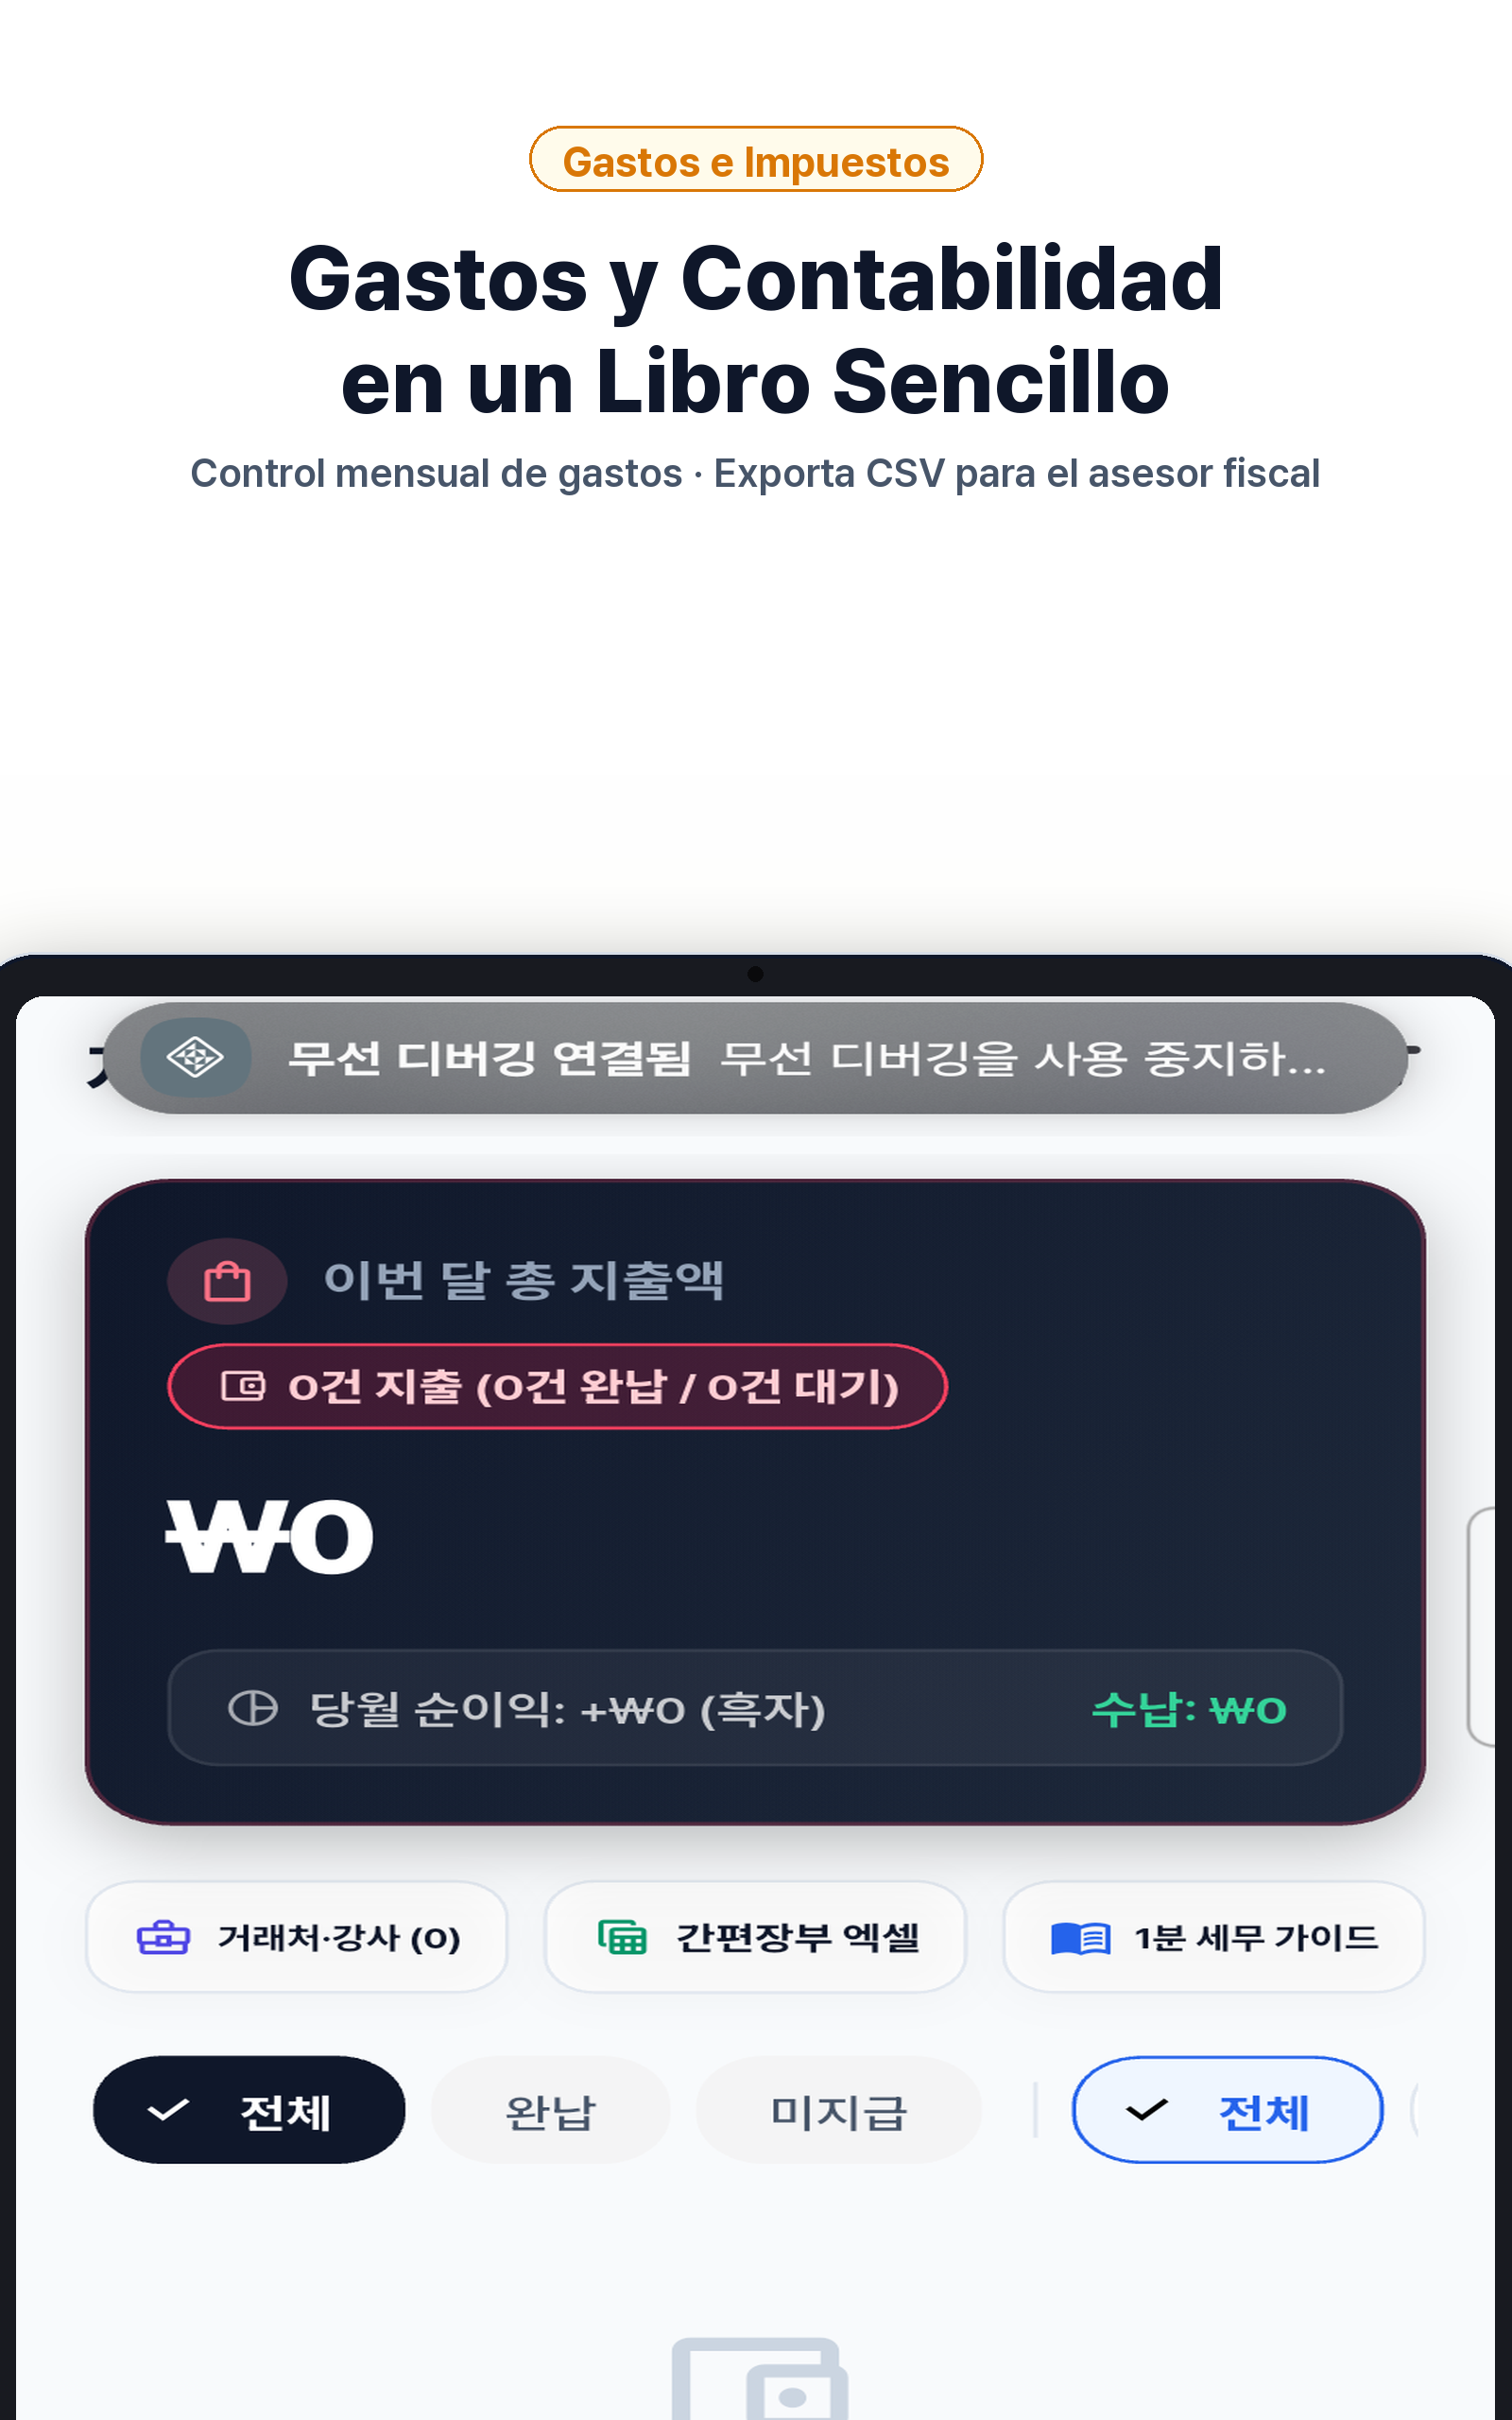 Gastos e Impuestos
Gastos y Contabilidad
en un Libro Sencillo
Control mensual de gastos · Exporta CSV para el asesor fiscal
무선 디버깅 연결됨 무선 디버깅을 사용 중지하...
이번 달 총 지출액
0건 지출 (0건 완납 / 0건 대기)
₩0
당월 순이익: +₩0 (흑자) 수납: ₩0
거래처·강사 (0) 간편장부 엑셀 1분 세무 가이드
전체 완납 미지급 전체